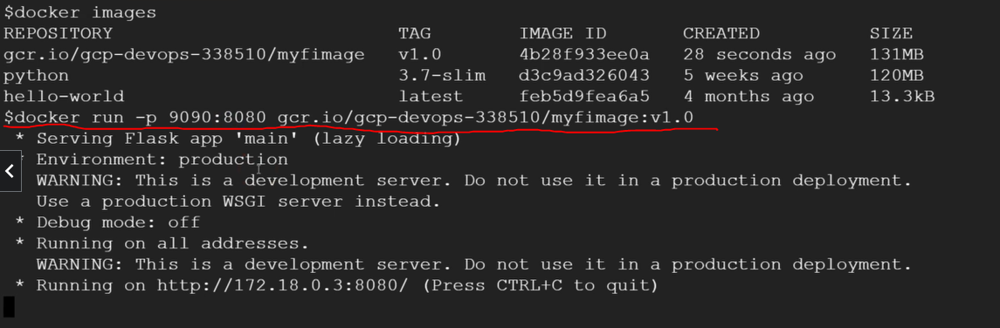 $docker images
REPOSITORY TAG IMAGE ID CREATED SIZE
gcr.io/gcp-devops-338510/myfimage v1.0 4b28f933ee0a 28 seconds ago 131MB
python 3.7-slim d3c9ad326043 5 weeks ago 120MB
hello-world latest feb5d9fea6a5 4 months ago 13.3kB
$docker run -p 9090:8080 gcr.io/gcp-devops-338510/myfimage:v1.0
* Serving Flask app 'main' (lazy loading)
* Environment: production
WARNING: This is a development server. Do not use it in a production deployment.
Use a production WSGI server instead.
* Debug mode: off
* Running on all addresses.
WARNING: This is a development server. Do not use it in a production deployment.
* Running on http://172.18.0.3:8080/ (Press CTRL+C to quit)